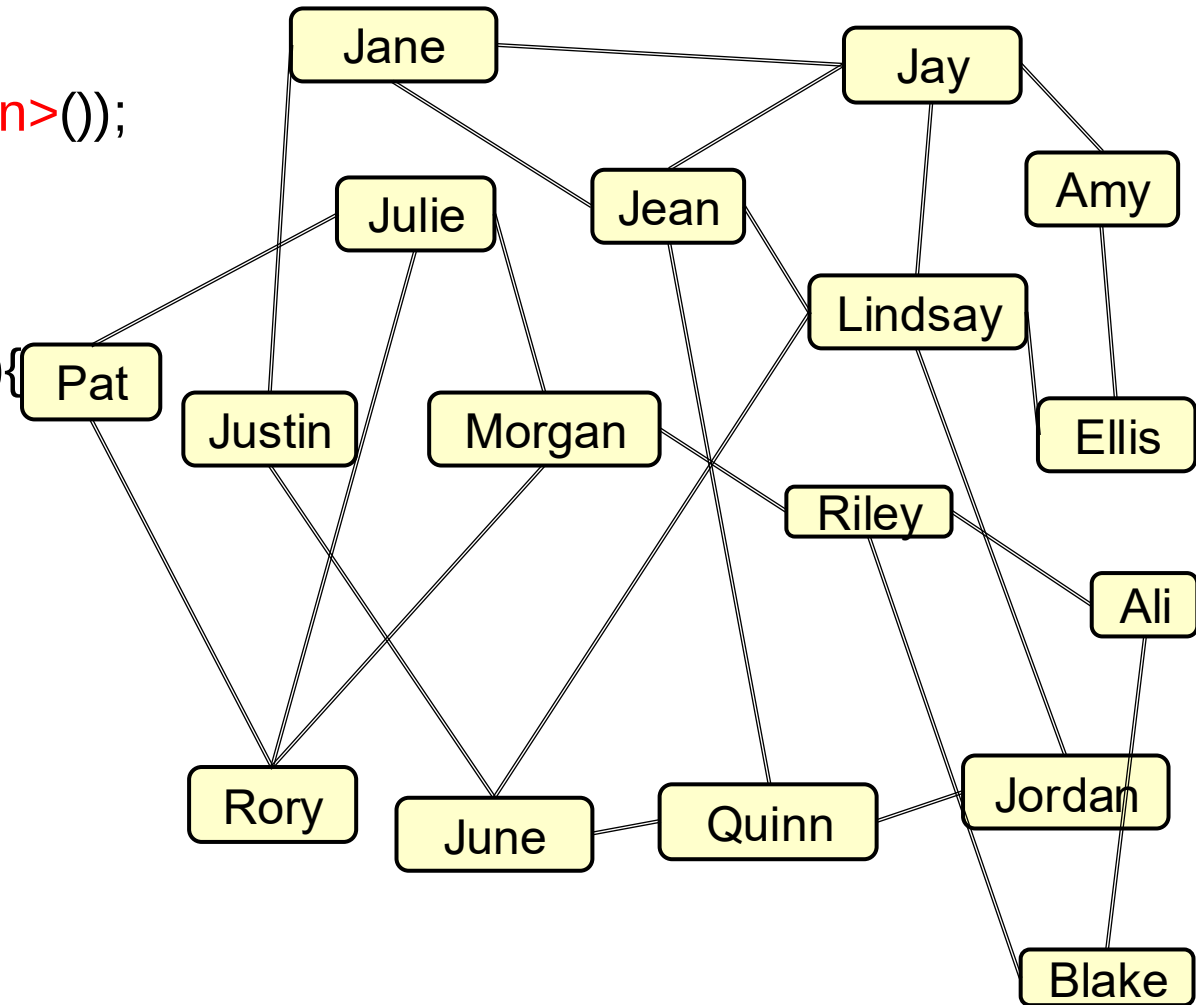 Jane
Jay
n>());
Amy
Julie
Jean
Lindsay
){
Pat
Justin
Morgan
Ellis
Riley
Ali
Rory
June
Quinn
Jordan
Blake